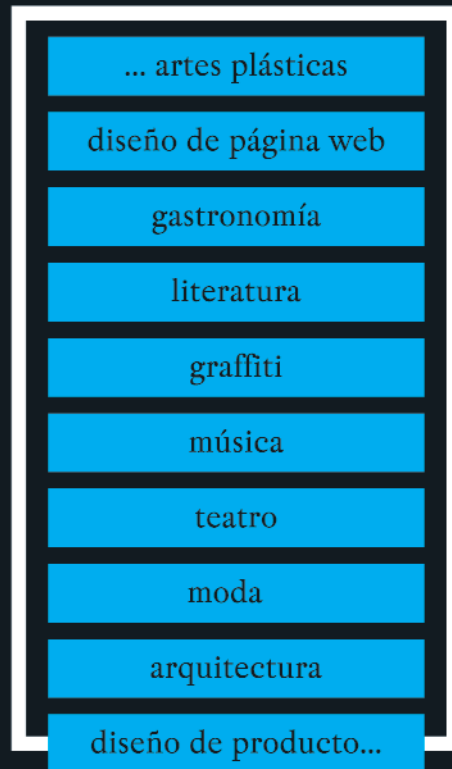 ... artes plásticas
diseño de página web
gastronomía
literatura
graffiti
música
teatro
moda
arquitectura
diseño de producto...